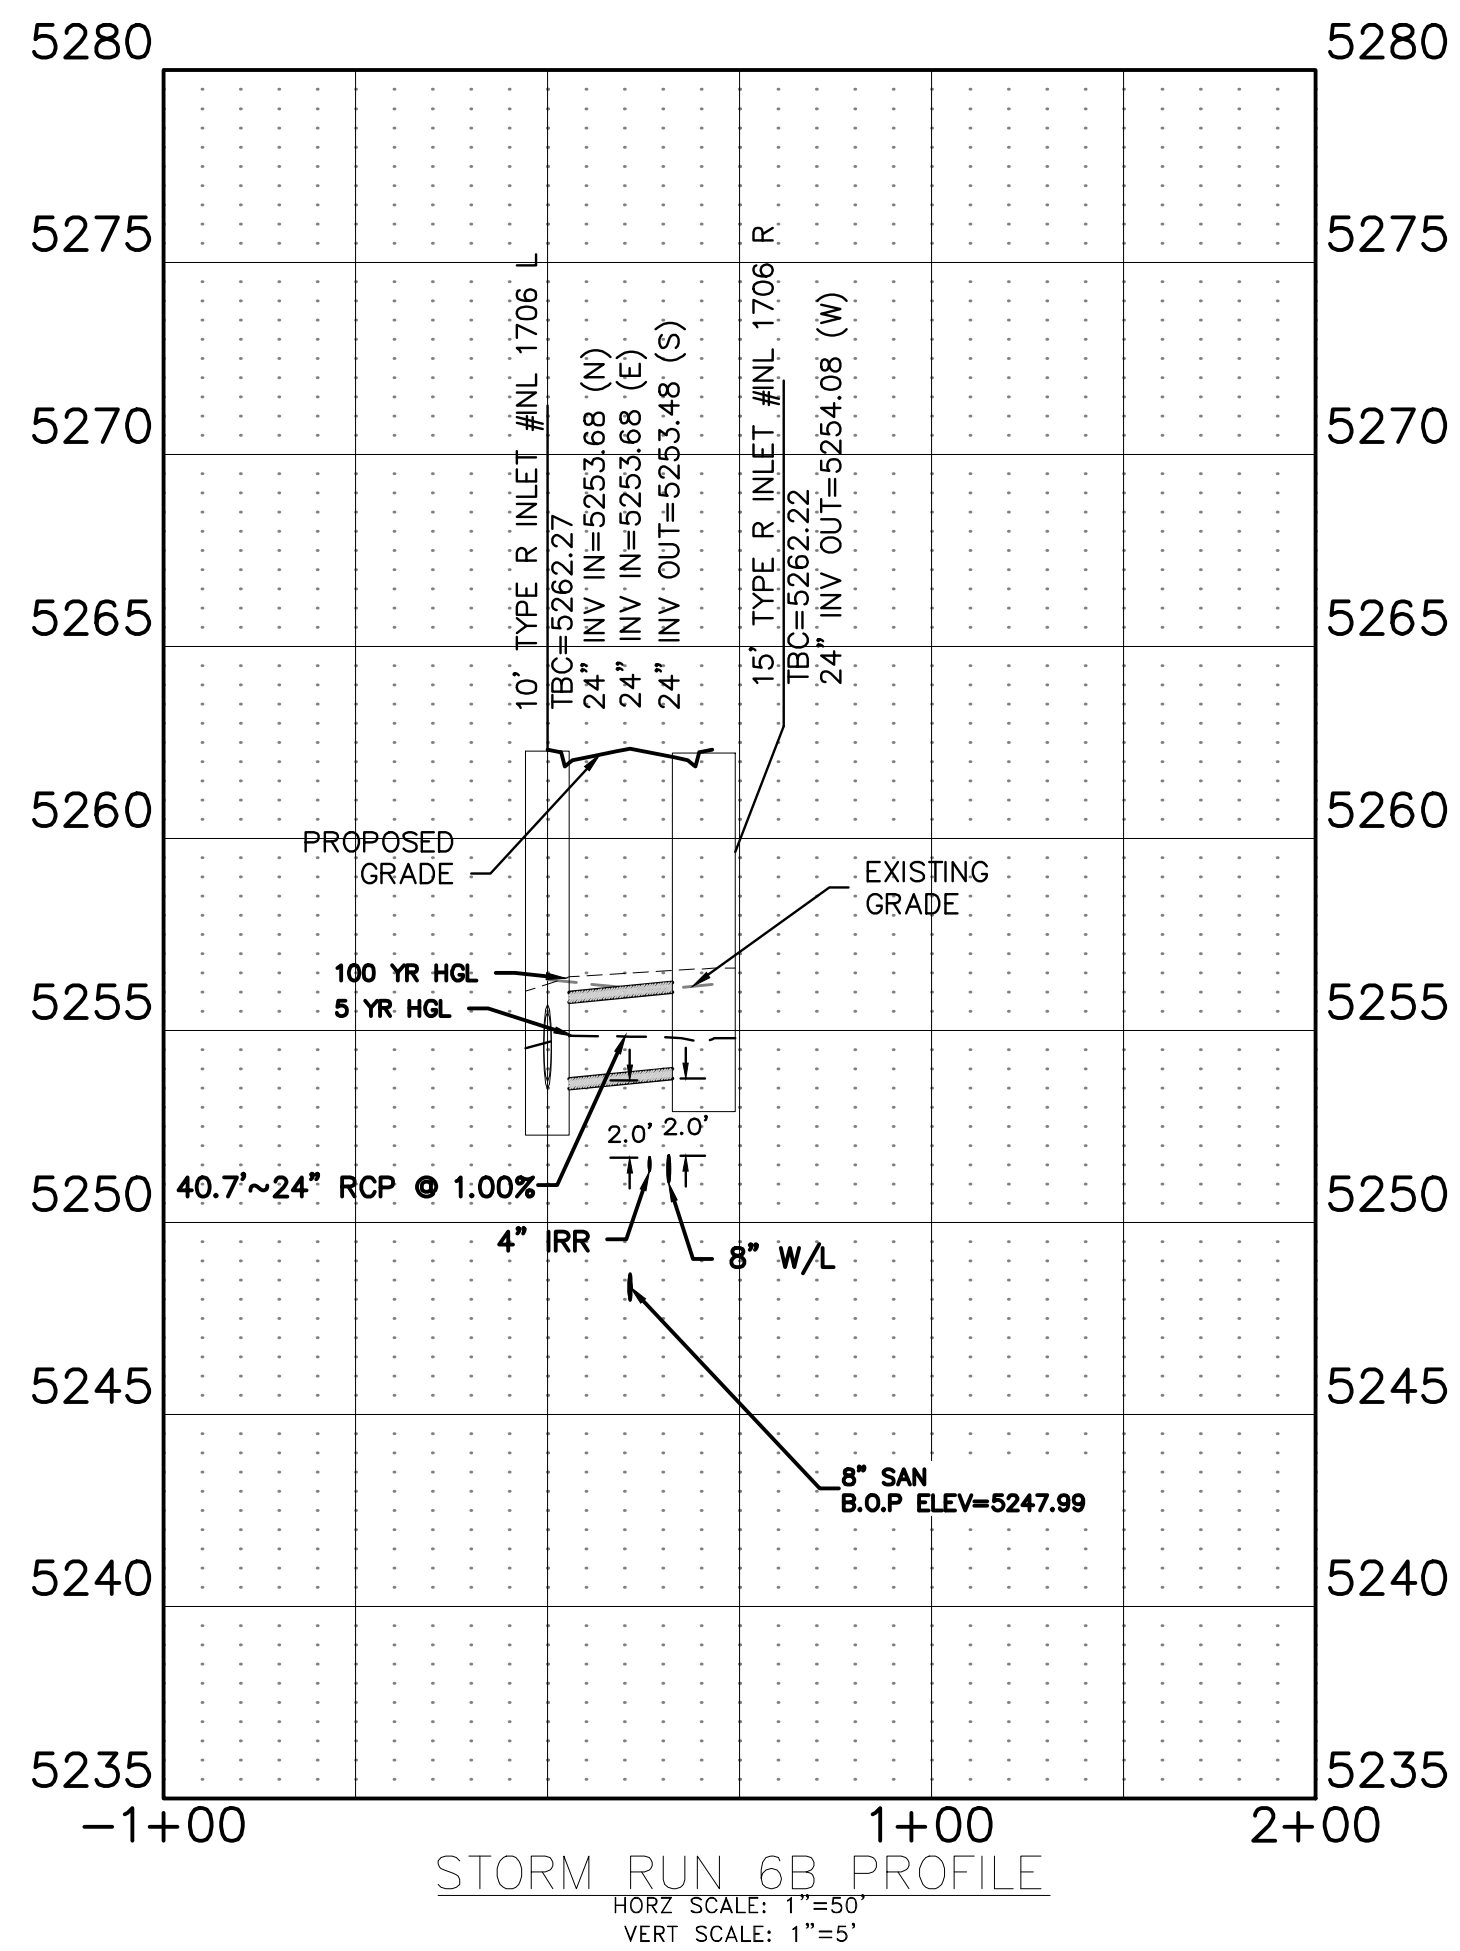 5280
5280
5275
5275
5270
5270
5265
5265
5260
5260
5255
5255
5250
5250
5245
5245
5240
5240
5235
5235
10' TYPE R INLET #INL 1706 L
TBC=5262.27
24" INV IN=5253.68 (N)
24" INV IN=5253.68 (E)
24" INV OUT=5253.48 (S)
15' TYPE R INLET #INL 1706 R
TBC=5262.22
24" INV OUT=5254.08 (W)
PROPOSED
GRADE
EXISTING
GRADE
100 YR HGL
5 YR HGL
2.0'
2.0'
40.7'~24" RCP @ 1.00%
4" IRR
8" W/L
8" SAN
B.O.P ELEV=5247.99
-1+00
1+00
2+00
STORM RUN 6B PROFILE
HORZ SCALE: 1"=50'
VERT SCALE: 1"=5'